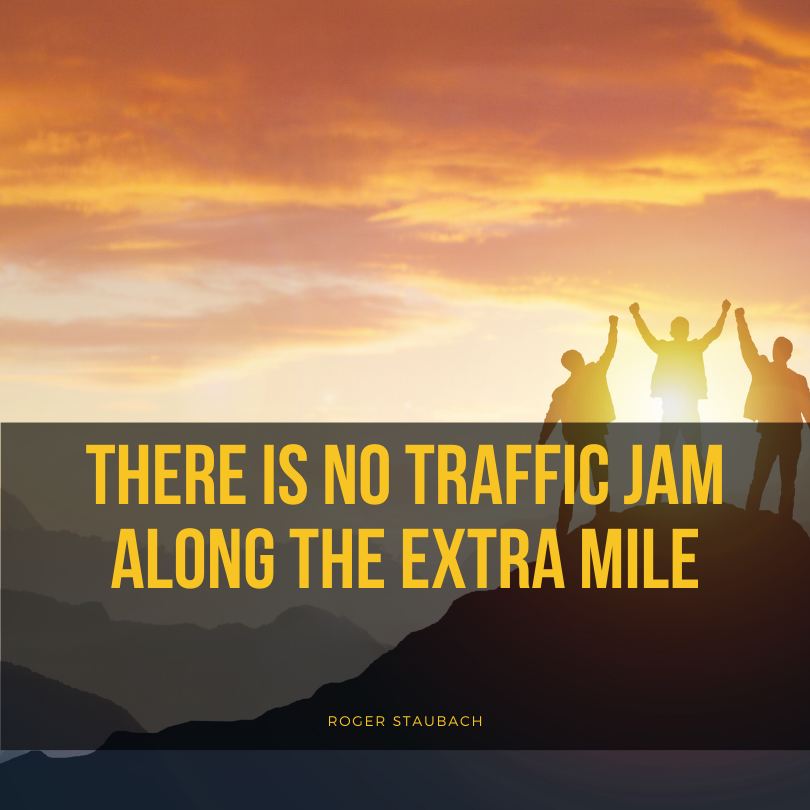 THERE IS NO TRAFFIC JAM
ALONG THE EXTRA MILE
ROGER STAUBACH